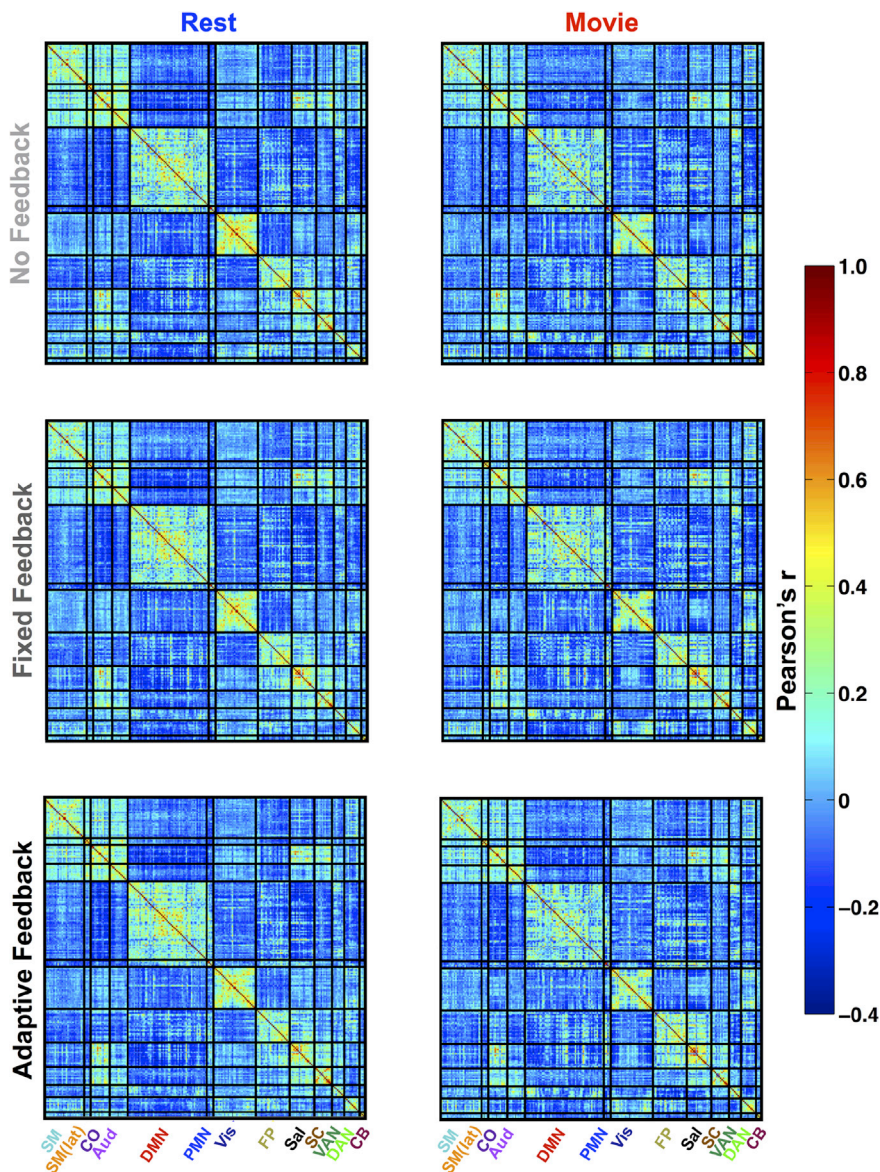 Rest
Movie
No Feedback
Fixed Feedback
Adaptive Feedback
1.0
0.8
0.6
0.4
0.2
0
−0.2
−0.4
Pearson's r
SM
SM(lat)
CO
Aud
DMN
PMN
Vis
FP
Sal
SC
VAN
DAN
CB
SM
SM(lat)
CO
Aud
DMN
PMN
Vis
FP
Sal
SC
VAN
DAN
CB